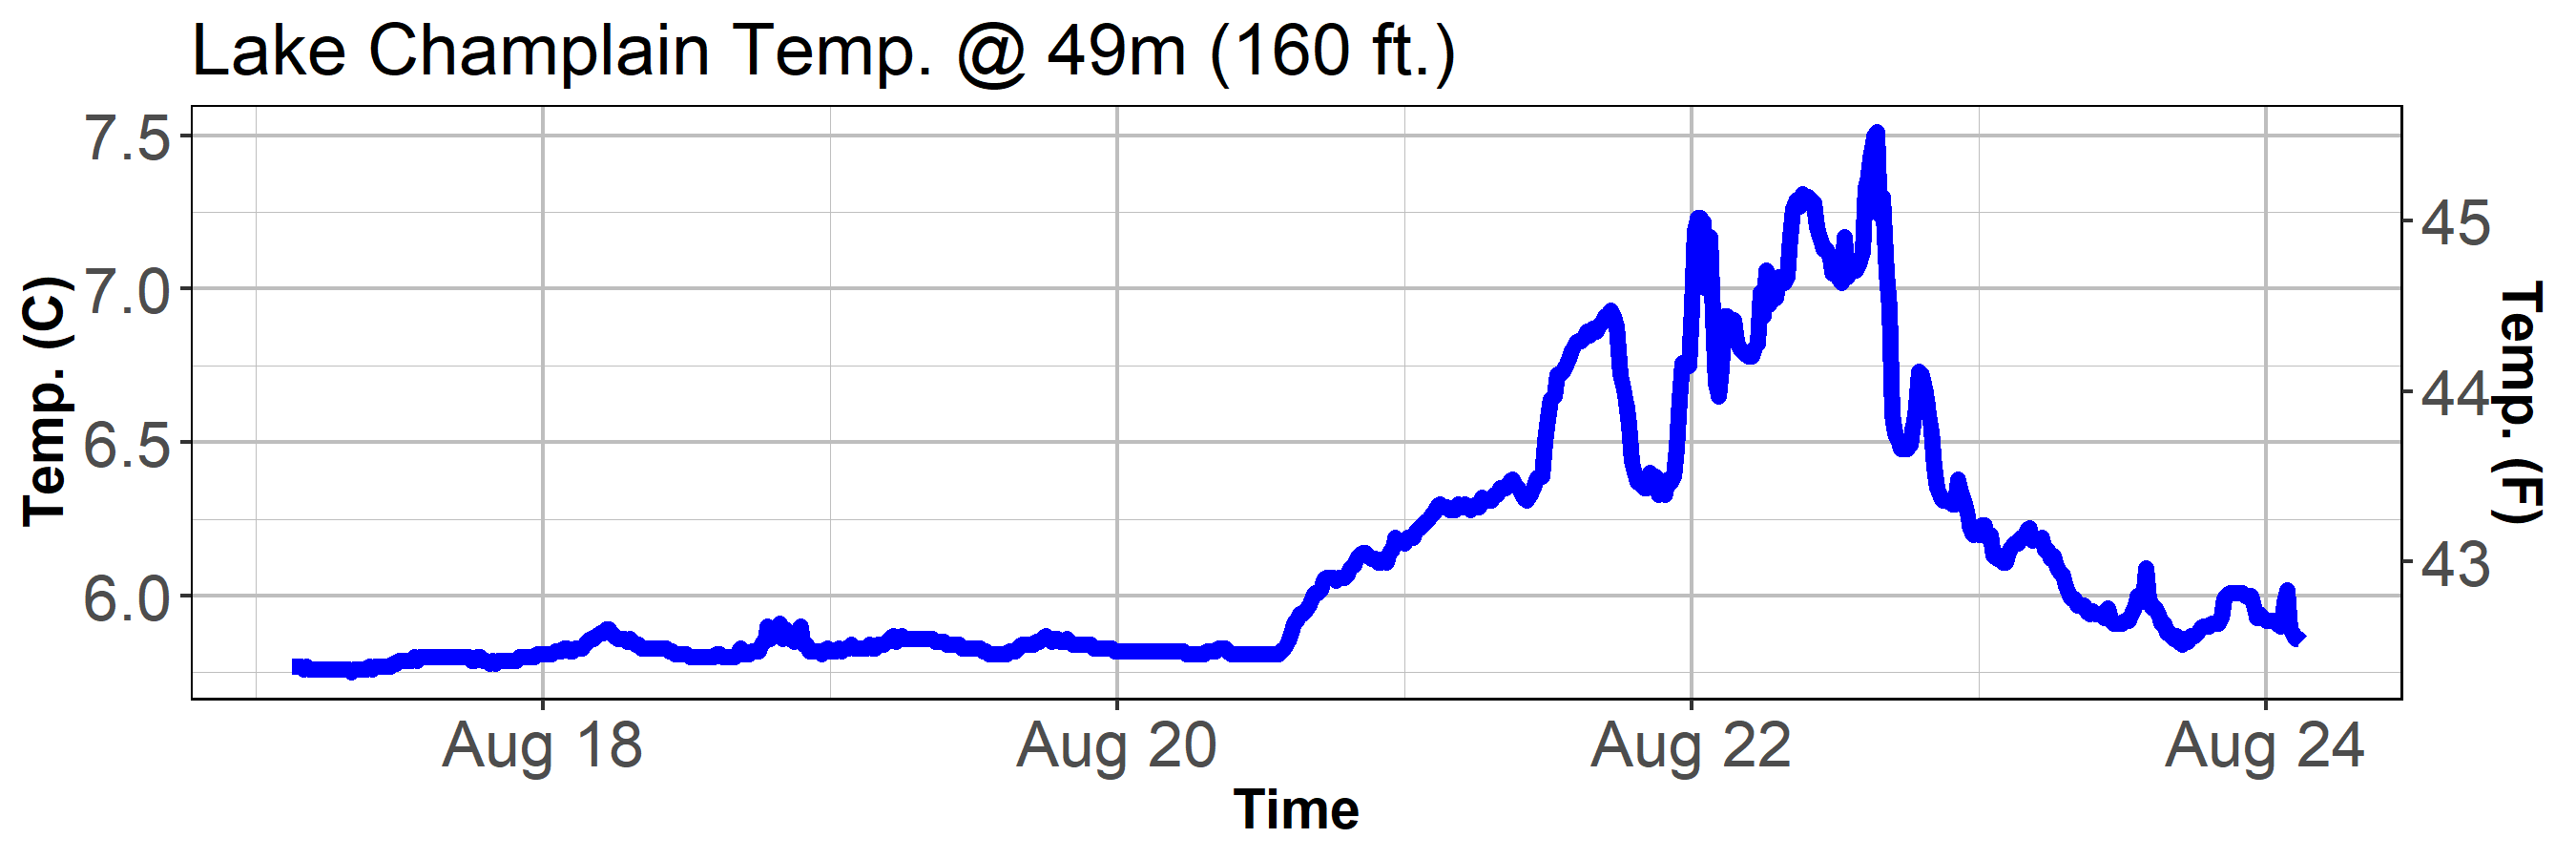 Lake Champlain Temp. @ 49m (160 ft.)
7.5
7.0
6.5
6.0
Temp. (C)
45
44
43
Temp. (F)
Aug 18 Aug 20 Aug 22 Aug 24
Time